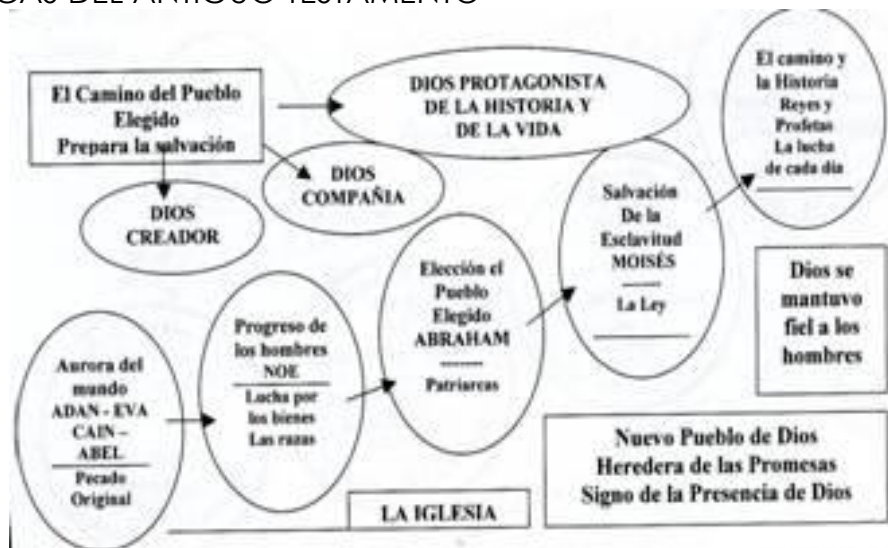 DEL ANTIGUO TESTAMENTO
El Camino del Pueblo
Elegido
Prepara la salvación
DIOS PROTAGONISTA
DE LA HISTORIA Y
DE LA VIDA
El camino y
la Historia
Reyes y
Profetas
La lucha
de cada día
DIOS
COMPAÑIA
DIOS
CREADOR
Salvación
De la
Esclavitud
MOISÉS
La Ley
Elección el
Pueblo
Elegido
ABRAHAM
Patriarcas
Dios se
mantuvo
fiel a los
hombres
Progreso de
los hombres
NOE
Lucha por
los bienes
Las razas
Aurora del
mundo
ADAN - EVA
CAIN –
ABEL
Pecado
Original
Nuevo Pueblo de Dios
Heredera de las Promesas
Signo de la Presencia de Dios
LA IGLESIA